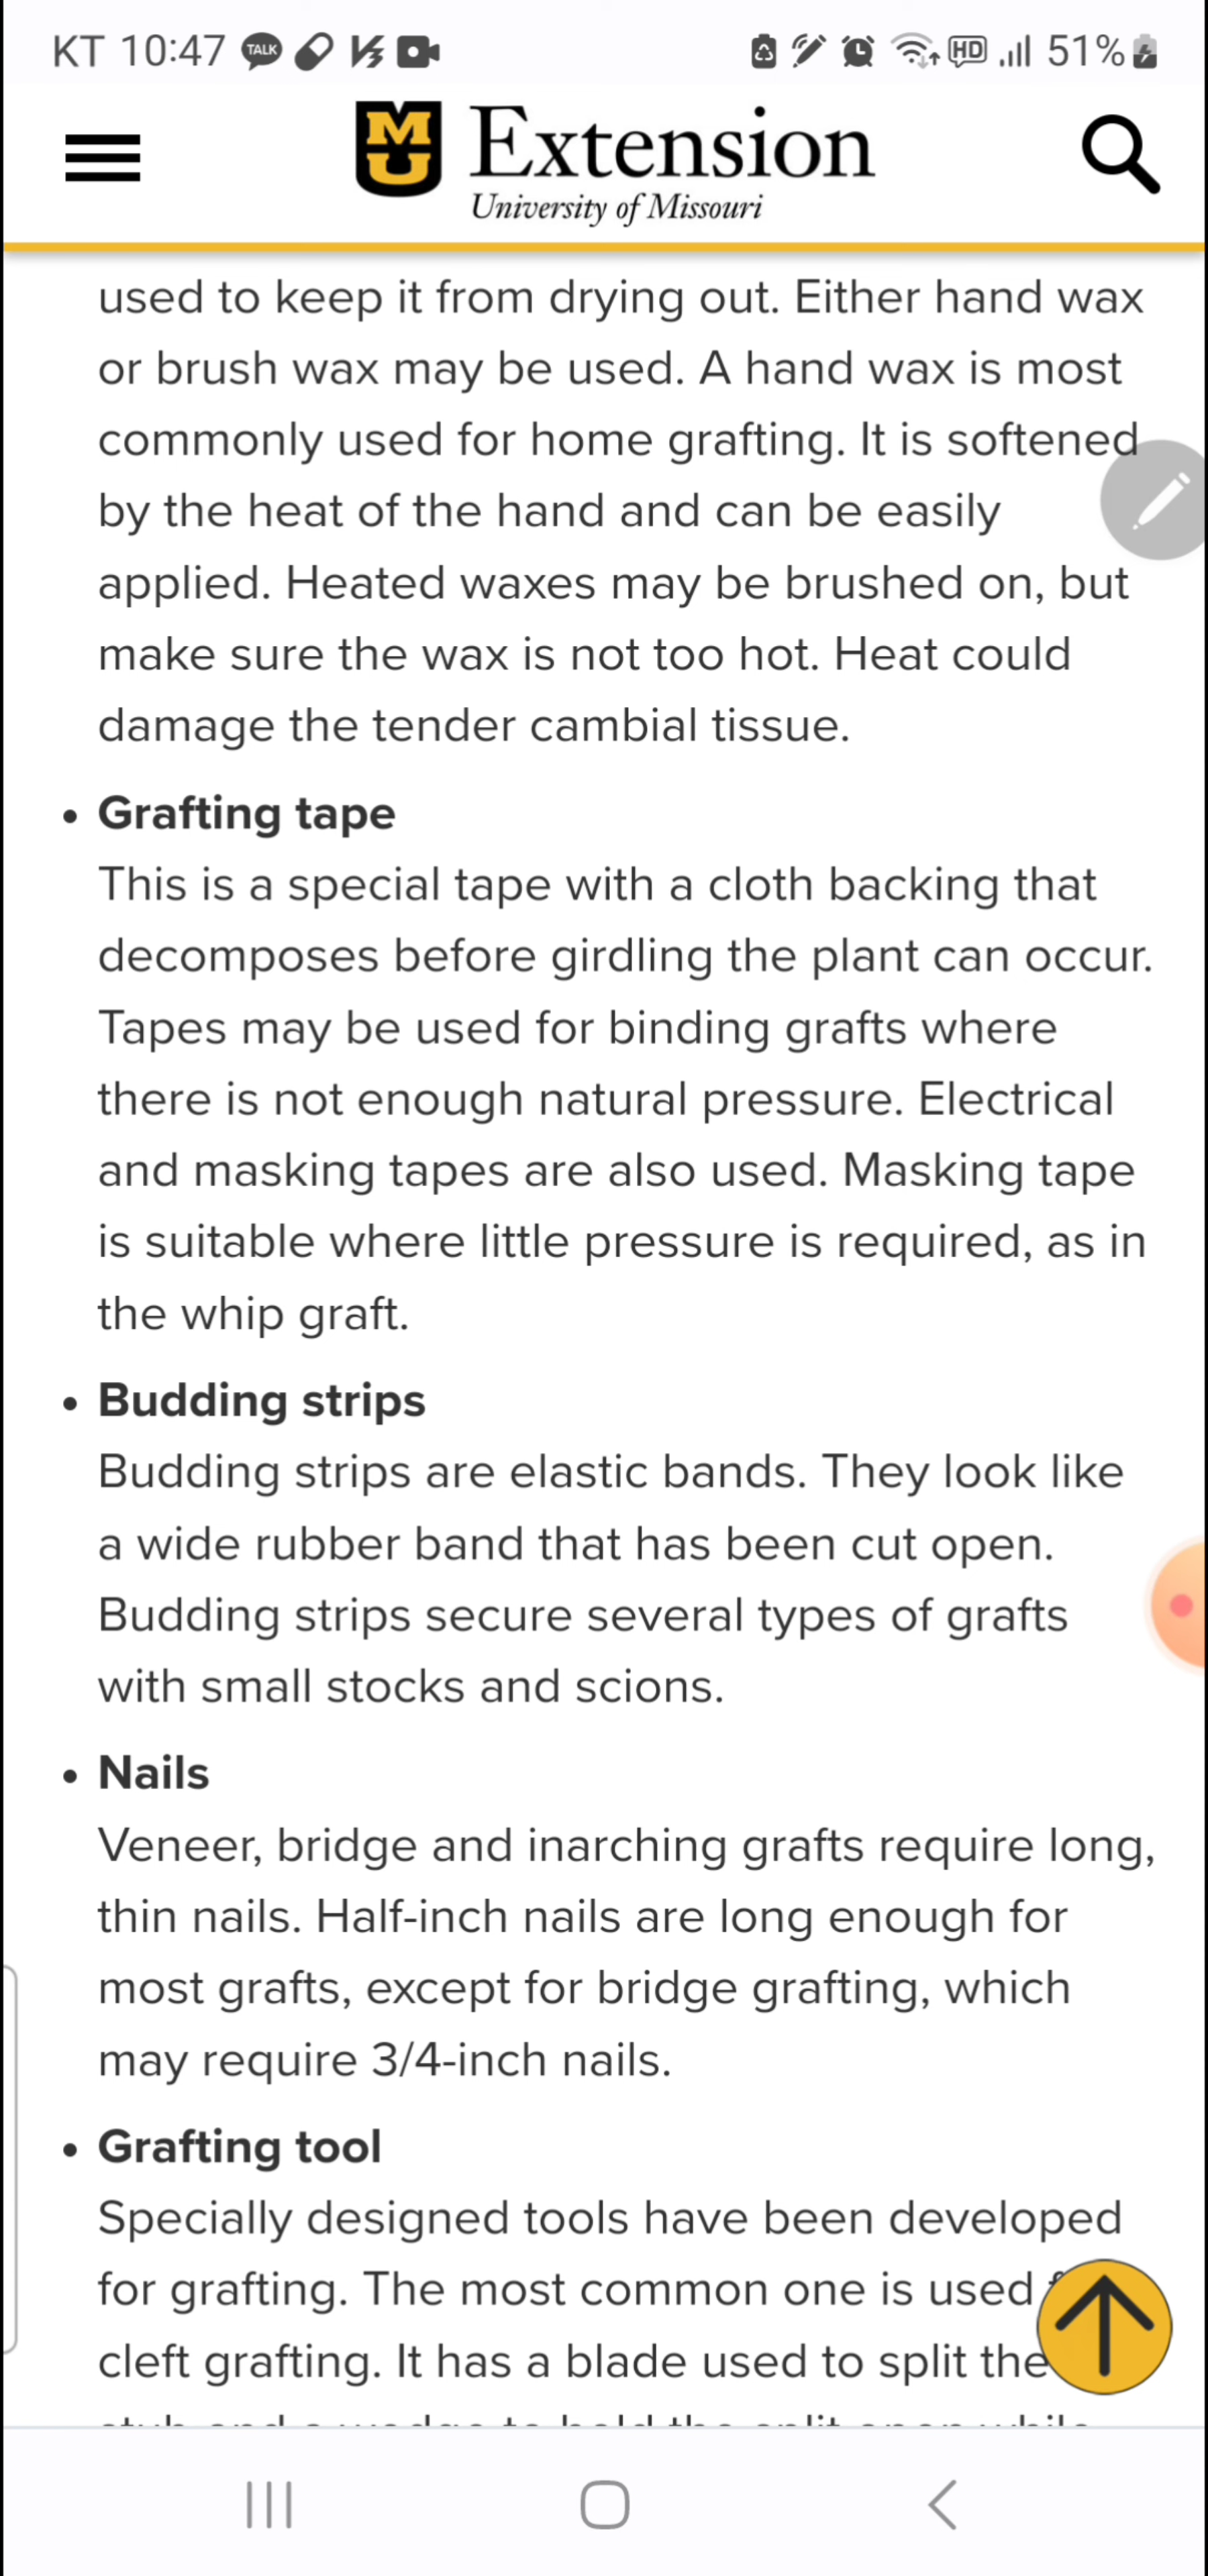 KT 10:47 TALK HD 51%
MU Extension
University of Missouri
used to keep it from drying out. Either hand wax
or brush wax may be used. A hand wax is most
commonly used for home grafting. It is softened
by the heat of the hand and can be easily
applied. Heated waxes may be brushed on, but
make sure the wax is not too hot. Heat could
damage the tender cambial tissue.
• Grafting tape
This is a special tape with a cloth backing that
decomposes before girdling the plant can occur.
Tapes may be used for binding grafts where
there is not enough natural pressure. Electrical
and masking tapes are also used. Masking tape
is suitable where little pressure is required, as in
the whip graft.
• Budding strips
Budding strips are elastic bands. They look like
a wide rubber band that has been cut open.
Budding strips secure several types of grafts
with small stocks and scions.
• Nails
Veneer, bridge and inarching grafts require long,
thin nails. Half-inch nails are long enough for
most grafts, except for bridge grafting, which
may require 3/4-inch nails.
• Grafting tool
Specially designed tools have been developed
for grafting. The most common one is used
cleft grafting. It has a blade used to split the